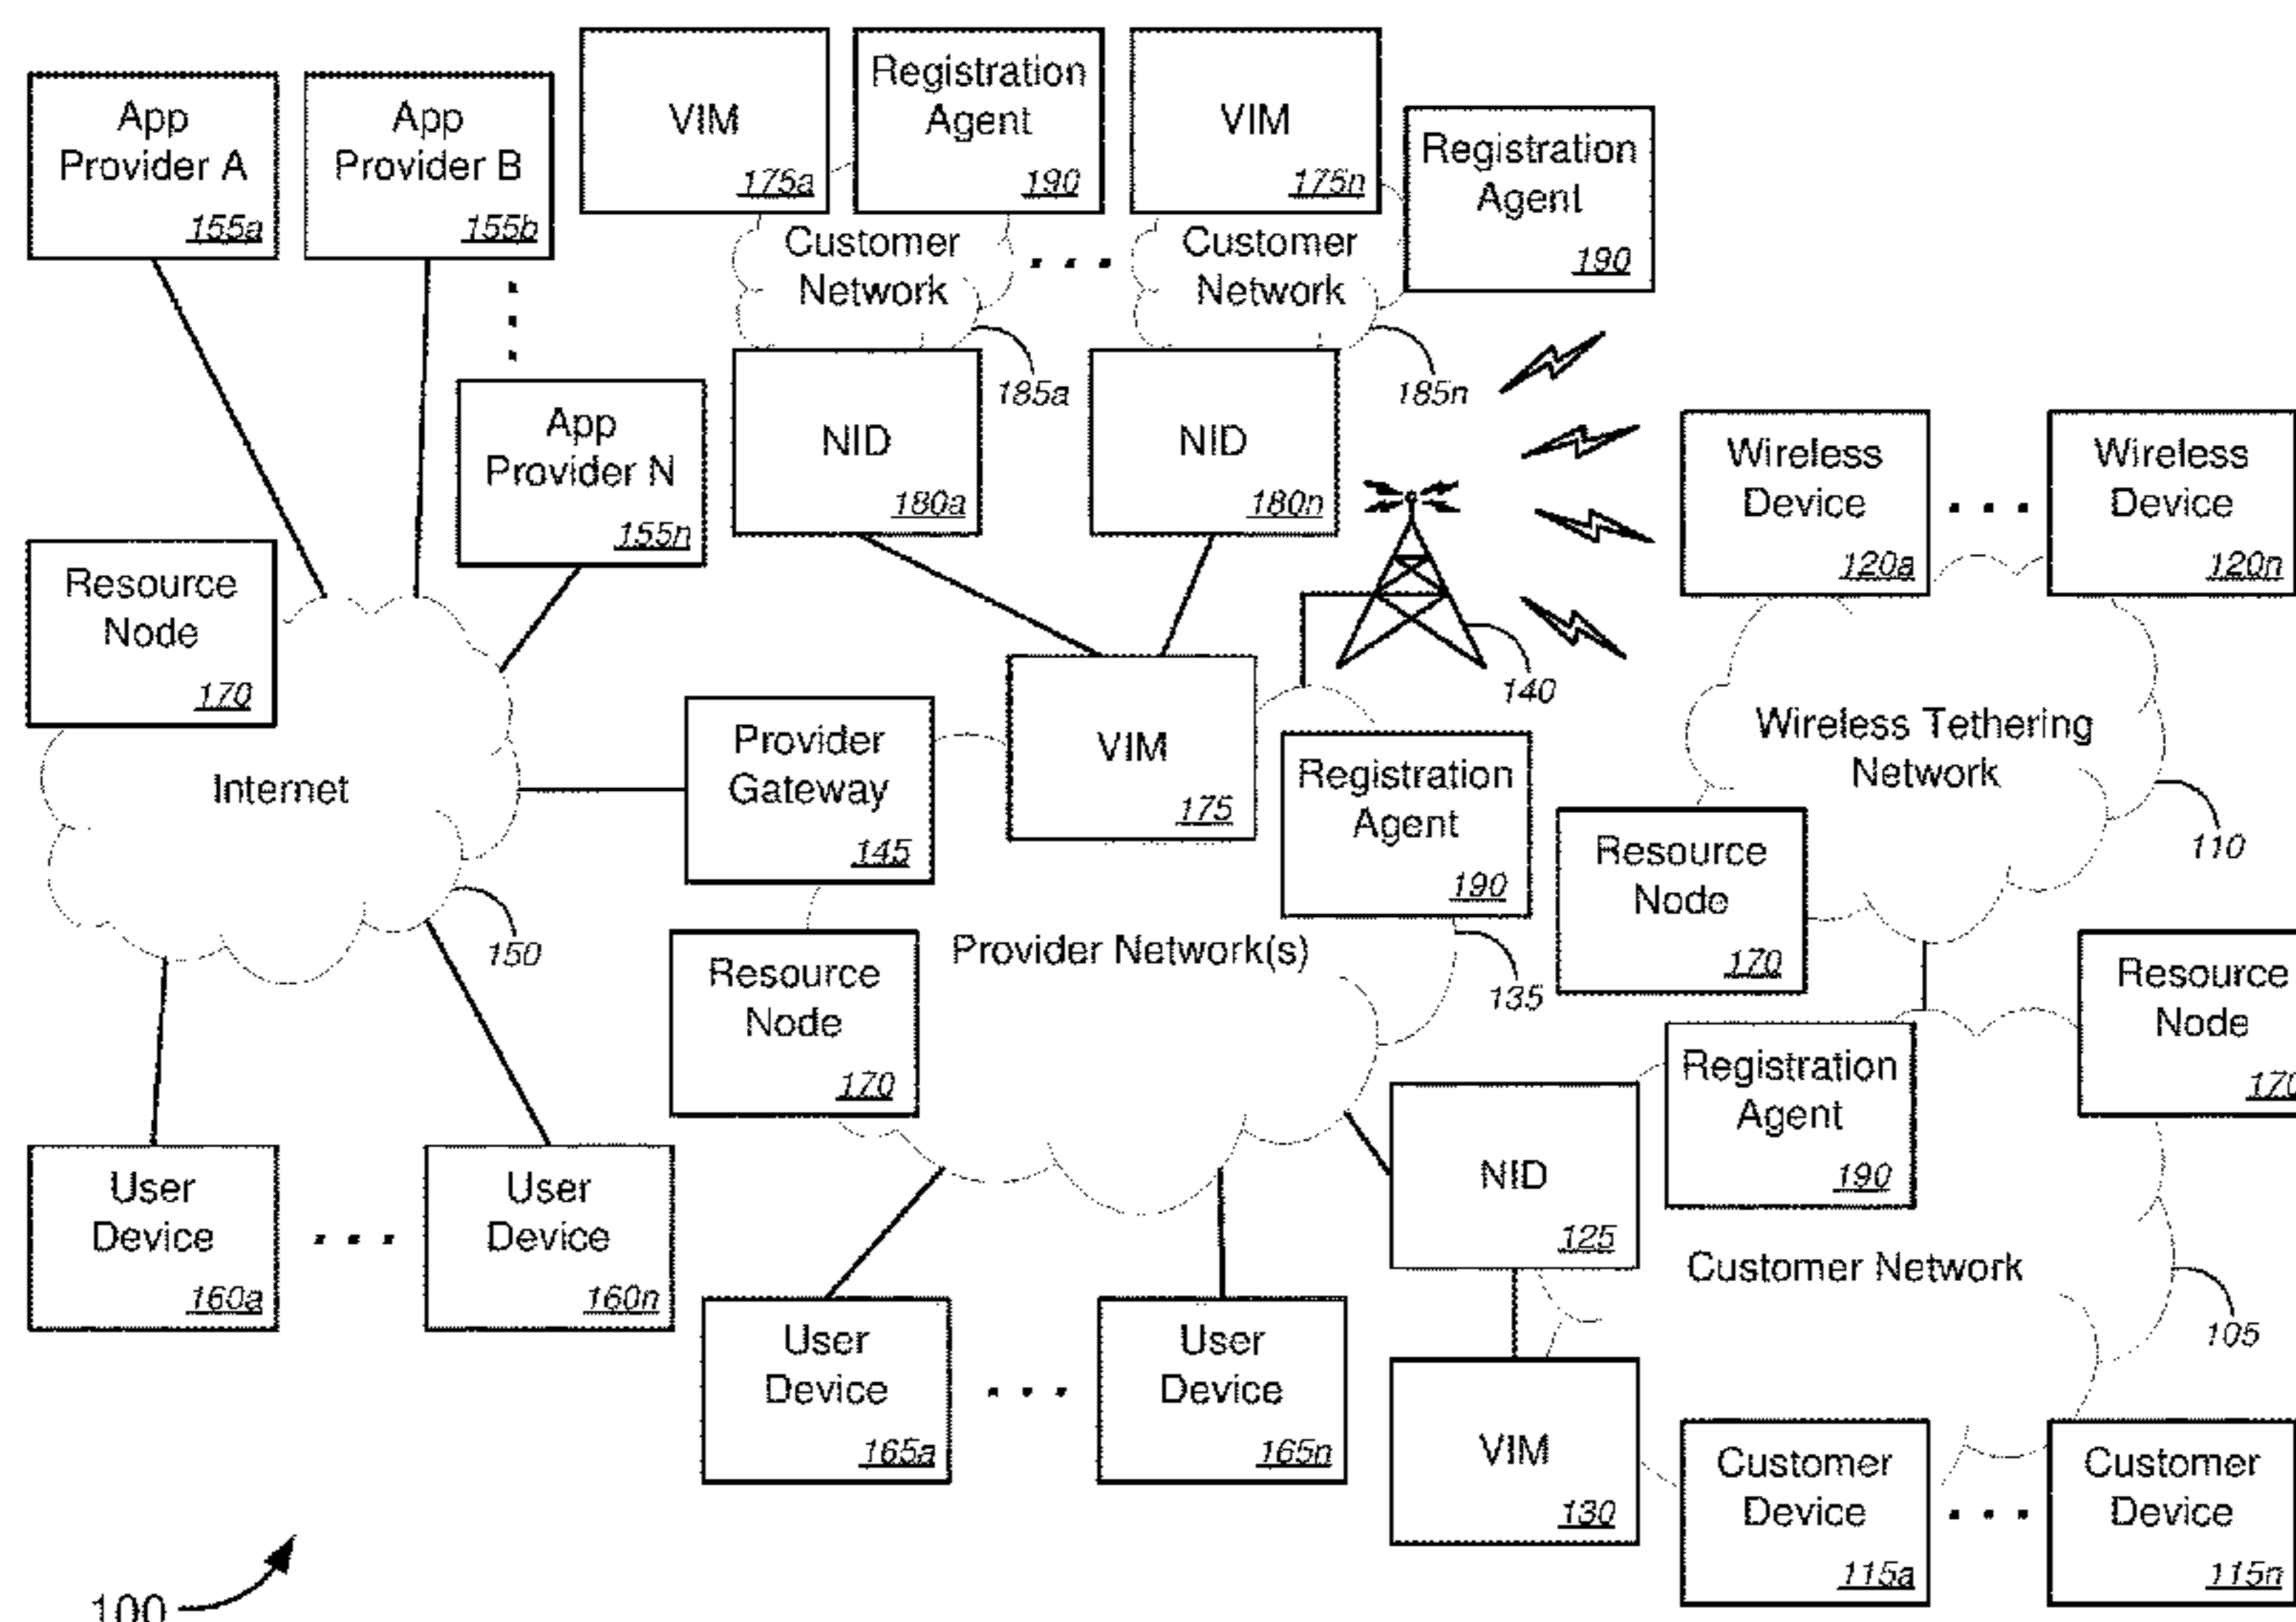 App
Provider A
155a
App
Provider B
155b
VIM
175a
Registration
Agent
190
VIM
175n
Registration
Agent
190
Customer
Network
185a
Customer
Network
185n
App
Provider N
155n
NID
180a
NID
180n
Wireless
Device
120a
Wireless
Device
120n
Resource
Node
170
Internet
150
Provider
Gateway
145
VIM
175
140
Registration
Agent
190
Wireless Tethering
Network
110
Resource
Node
170
Resource
Node
170
Provider Network(s)
135
Resource
Node
170
Registration
Agent
190
NID
125
Customer Network
105
User
Device
160a
User
Device
160n
User
Device
165a
User
Device
165n
VIM
130
Customer
Device
115a
Customer
Device
115n
100